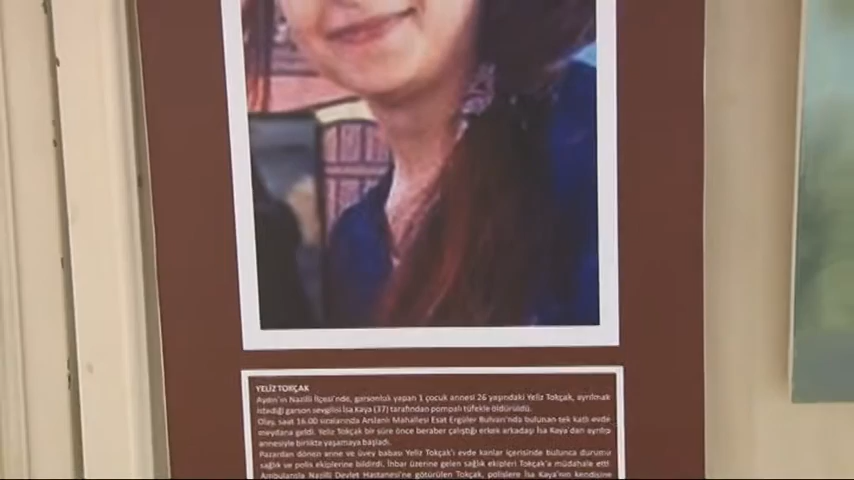 YELİZ TOKÇAK
Aydın'ın Nazilli İlçesi'nde, garsonluk yapan 1 çocuk annesi 26 yaşındaki Yeliz Tokçak, ayrılmak
istediği garson sevgilisi İsa Kaya (37) tarafından pompalı tüfekle öldürüldü.
Olay, saat 16.00 sıralarında Arslanlı Mahallesi Esat Ergüler Bulvarı'nda bulunan tek katlı evde
meydana geldi. Yeliz Tokçak bir süre önce beraber çalıştığı erkek arkadaşı İsa Kaya'dan ayrılıp
annesiyle birlikte yaşamaya başladı.
Pazardan dönen anne ve üvey babası Yeliz Tokçak'ı evde kanlar içerisinde bulunca durumu
sağlık ve polis ekiplerine bildirdi. İhbar üzerine gelen sağlık ekipleri Tokçak'a müdahale etti.
Ambulansla Nazilli Devlet Hastanesi'ne götürülen Tokçak, polislere İsa Kaya'nın kendisine